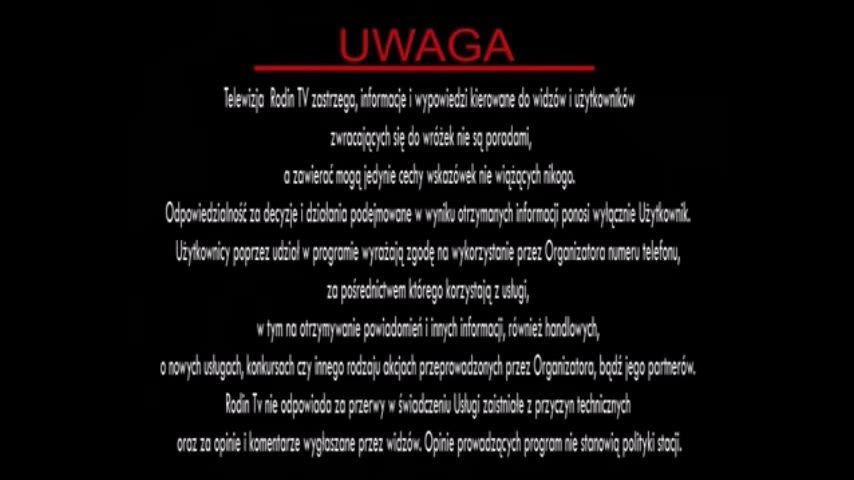 UWAGA
Telewizja Rodin TV zastrzega, informacje i wypowiedzi kierowane do widzów i użytkowników
zwracających się do wróżek nie są poradami,
a zawierać mogą jedynie cechy wskazówek nie wiążących nikogo.
Odpowiedzialność za decyzje i działania podejmowane w wyniku otrzymanych informacji ponosi wyłącznie Użytkownik.
Użytkownicy poprzez udział w programie wyrażają zgodę na wykorzystanie przez Organizatora numeru telefonu,
za pośrednictwem którego korzystają z usługi,
w tym na otrzymywanie powiadomień i innych informacji, również handlowych,
o nowych usługach, konkursach czy innego rodzaju akcjach przeprowadzonych przez Organizatora, bądź jego partnerów.
Rodin Tv nie odpowiada za przerwy w świadczeniu Usługi zaistniałe z przyczyn technicznych
oraz za opinie i komentarze wygłaszane przez widzów. Opinie prowadzących program nie stanowią polityki stacji.